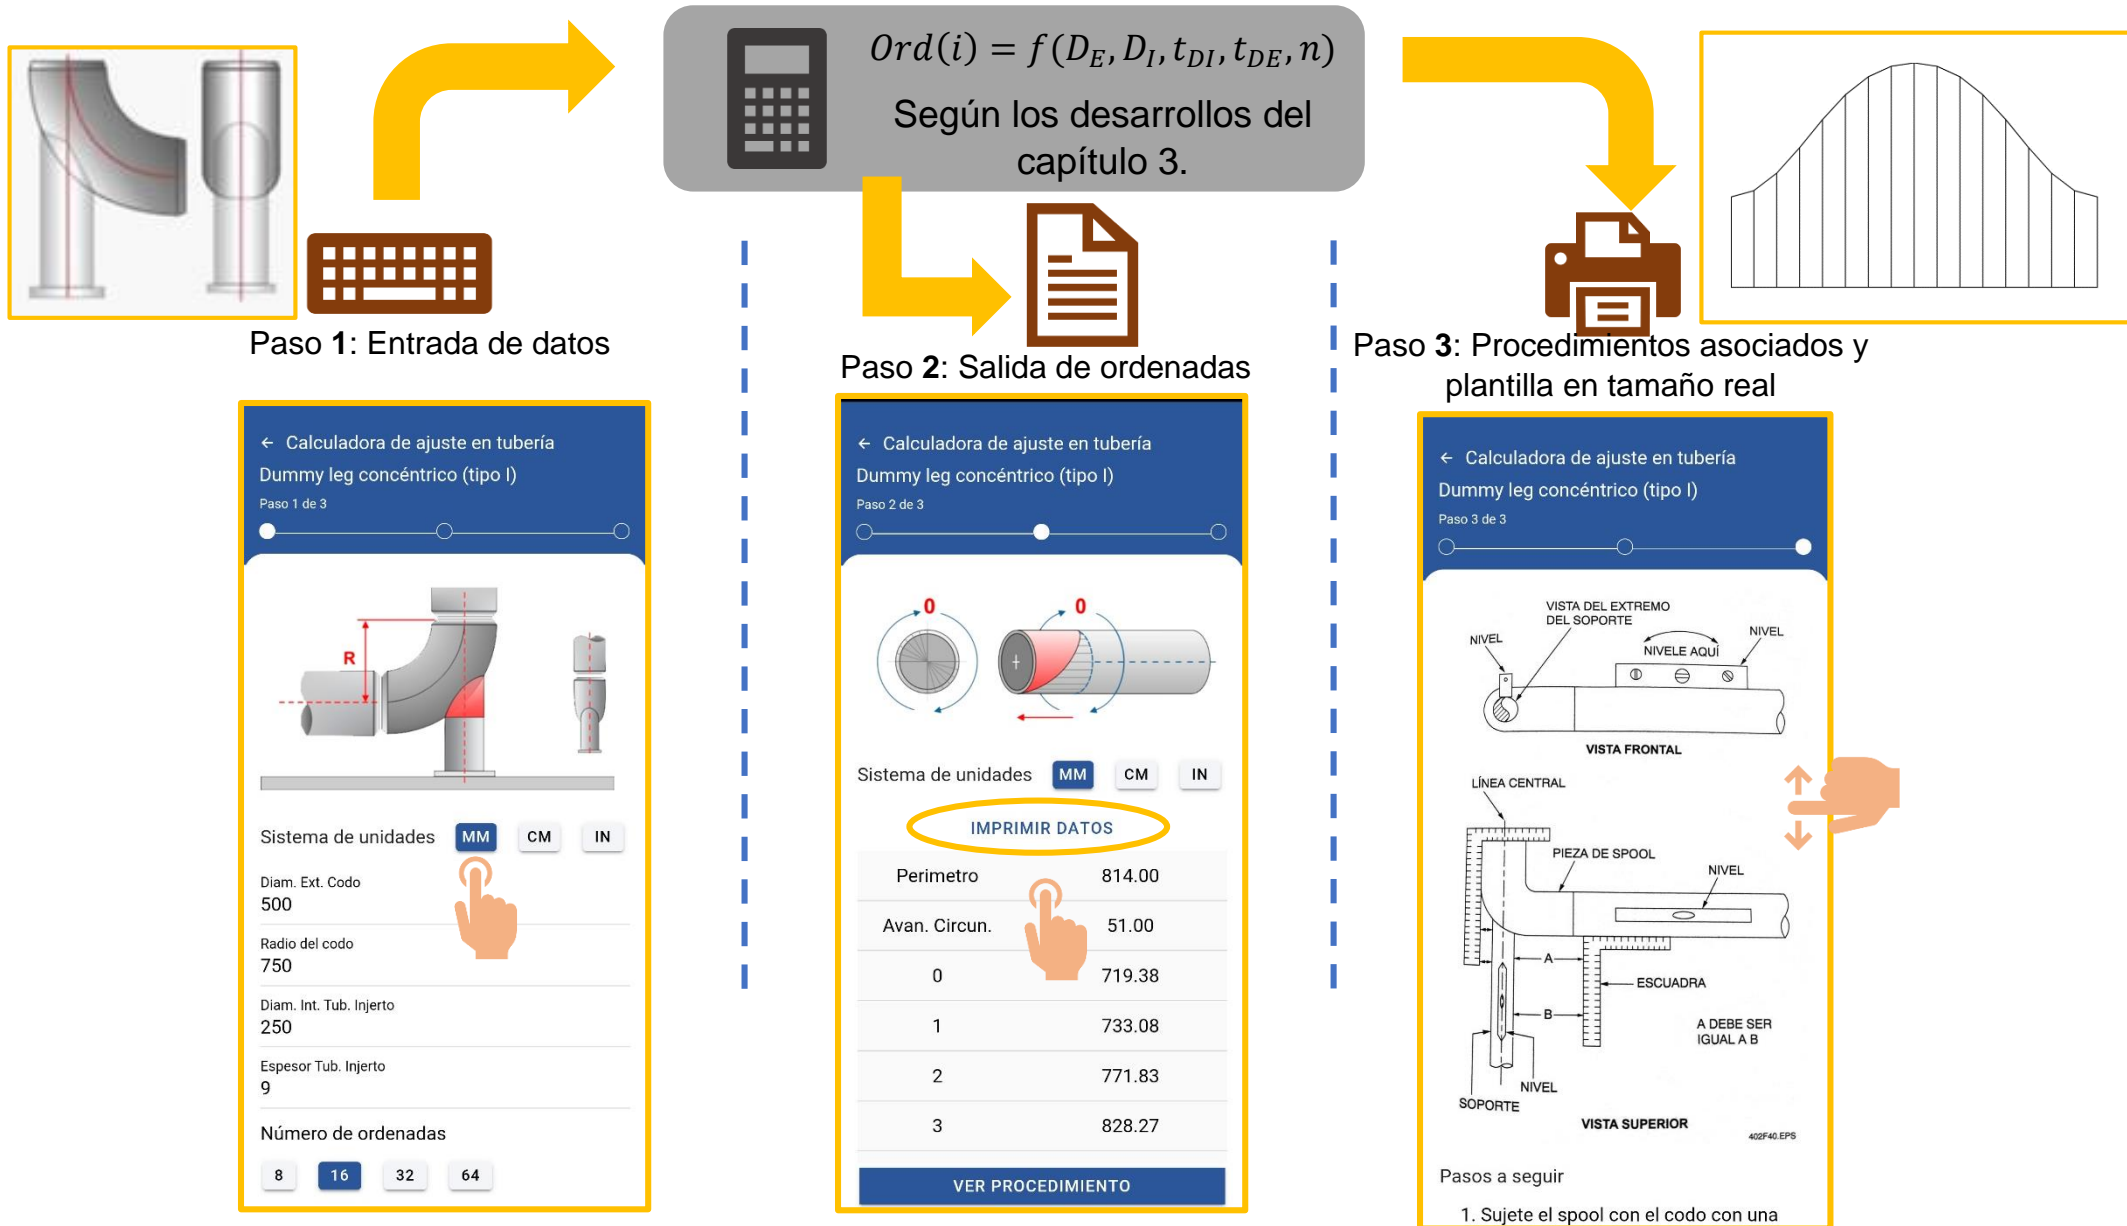 Ord(i) = f(D_E, D_I, t_DI, t_DE, n)
Según los desarrollos del
capítulo 3.
Paso 1: Entrada de datos
Paso 2: Salida de ordenadas
Paso 3: Procedimientos asociados y
plantilla en tamaño real
← Calculadora de ajuste en tubería
Dummy leg concéntrico (tipo I)
Paso 1 de 3
R
Sistema de unidades MM CM IN
Diam. Ext. Codo
500
Radio del codo
750
Diam. Int. Tub. Injerto
250
Espesor Tub. Injerto
9
Número de ordenadas
8 16 32 64
← Calculadora de ajuste en tubería
Dummy leg concéntrico (tipo I)
Paso 2 de 3
0 0
Sistema de unidades MM CM IN
IMPRIMIR DATOS
Perimetro 814.00
Avan. Circun. 51.00
0 719.38
1 733.08
2 771.83
3 828.27
VER PROCEDIMIENTO
← Calculadora de ajuste en tubería
Dummy leg concéntrico (tipo I)
Paso 3 de 3
VISTA DEL EXTREMO
DEL SOPORTE
NIVEL
NIVELE AQUÍ
NIVEL
VISTA FRONTAL
LÍNEA CENTRAL
PIEZA DE SPOOL
NIVEL
A
ESCUADRA
B
A DEBE SER
IGUAL A B
NIVEL
SOPORTE
VISTA SUPERIOR
402F40.EPS
Pasos a seguir
1. Sujete el spool con el codo con una